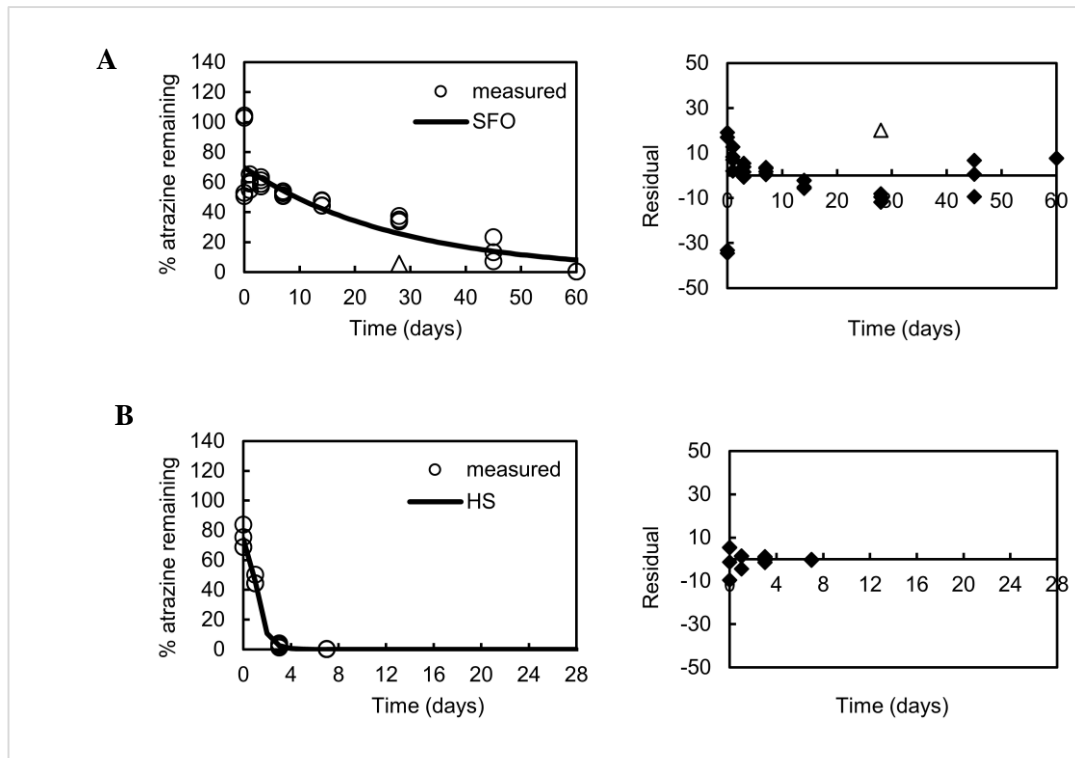 A
% atrazine remaining
140
120
100
80
60
40
20
0
measured
SFO
0 10 20 30 40 50 60
Time (days)
Residual
50
30
10
-10
-30
-50
0 10 20 30 40 50 60
Time (days)
B
% atrazine remaining
140
120
100
80
60
40
20
0
measured
HS
0 4 8 12 16 20 24 28
Time (days)
Residual
50
30
10
-10
-30
-50
0 4 8 12 16 20 24 28
Time (days)